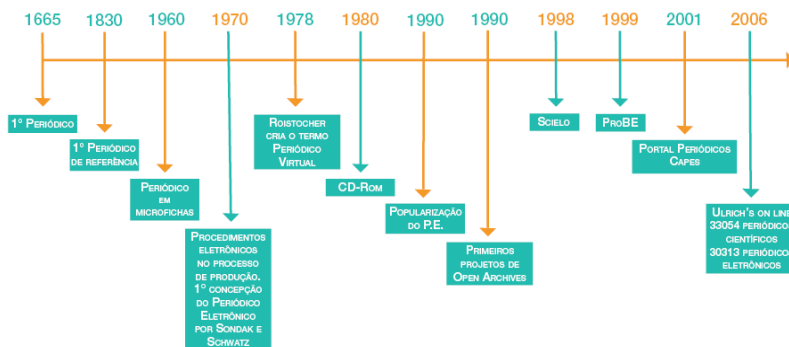 1665 1830 1960 1970 1978 1980 1990 1990 1998 1999 2001 2006
1º Periódico
1º Periódico
de referência
Periódico
em
microfichas
Procedimentos
eletrônicos
no processo
de produção.
1º concepção
do Periódico
Eletrônico
por Sondak e
Schwatz
Roistocher
cria o termo
Periódico
Virtual
CD-Rom
Popularização
do P.E.
Primeiros
projetos de
Open Archives
Scielo
ProBE
Portal Periódicos
Capes
Ulrich's on line
33054 periódico
científicos
30313 periódico
eletrônicos